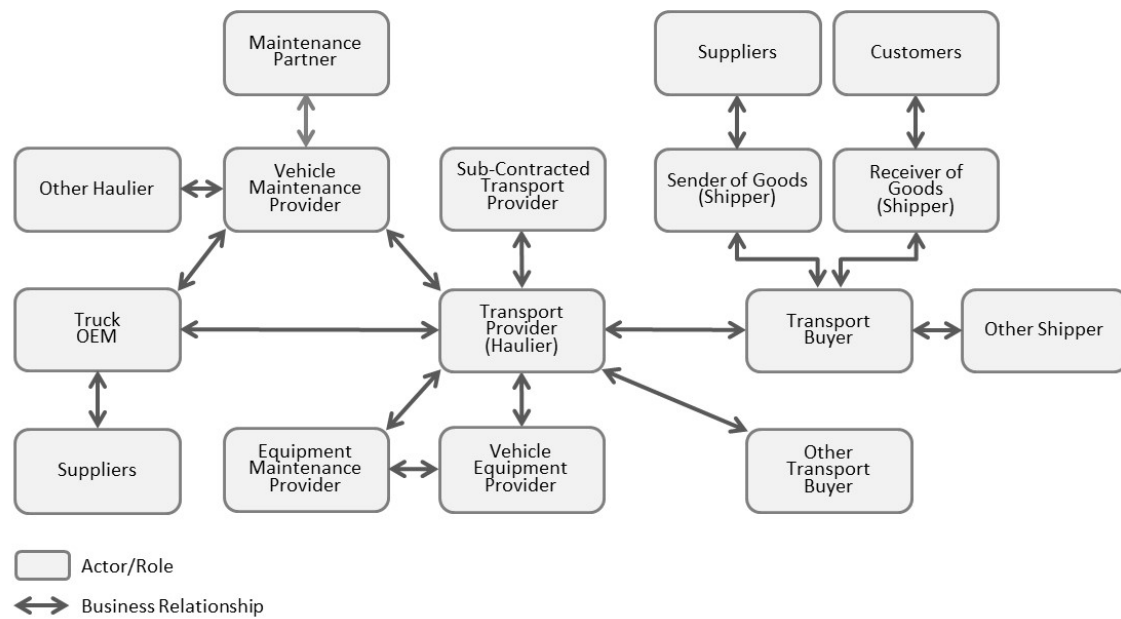 Maintenance
Partner
Suppliers
Customers
Other Haulier
Vehicle
Maintenance
Provider
Sub-Contracted
Transport
Provider
Sender of Goods
(Shipper)
Receiver of
Goods
(Shipper)
Truck
OEM
Transport
Provider
(Haulier)
Transport
Buyer
Other Shipper
Suppliers
Equipment
Maintenance
Provider
Vehicle
Equipment
Provider
Other
Transport
Buyer
Actor/Role
Business Relationship